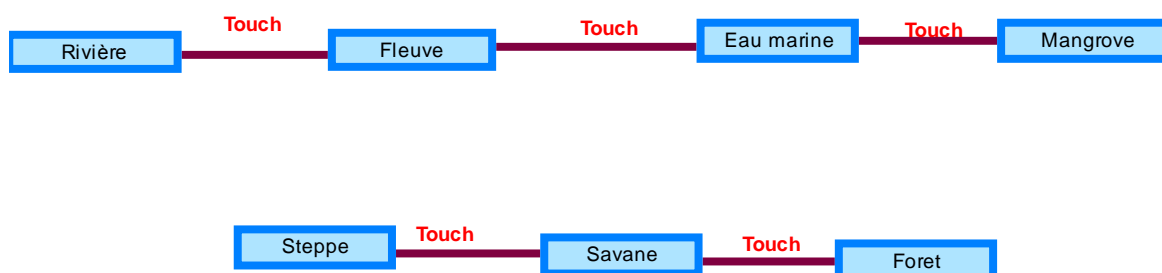 Touch
Touch
Touch
Rivière
Fleuve
Eau marine
Mangrove
Touch
Touch
Steppe
Savane
Foret